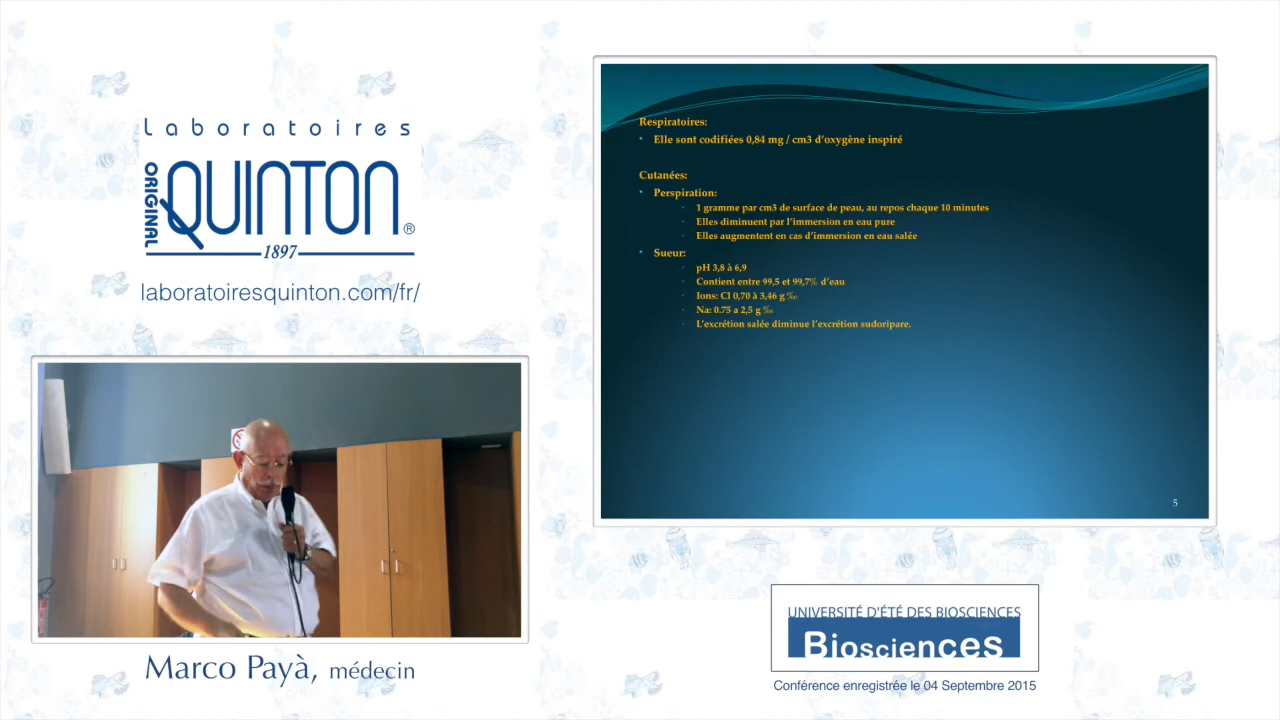 Laboratoires
ORIGINAL
QUINTON®
1897
laboratoiresquinton.com/fr/
Marco Payà, médecin
Respiratoires:
• Elle sont codifiées 0,84 mg / cm3 d’oxygène inspiré
Cutanées:
• Perspiration:
· 1 gramme par cm3 de surface de peau, au repos chaque 10 minutes
· Elles diminuent par l’immersion en eau pure
· Elles augmentent en cas d’immersion en eau salée
• Sueur:
· pH 3,8 à 6,9
· Contient entre 99,5 et 99,7% d’eau
· Ions: Cl 0,70 à 3,46 g ‰
· Na: 0.75 a 2,5 g ‰
· L’excrétion salée diminue l’excrétion sudoripare.
5
UNIVERSITÉ D'ÉTÉ DES BIOSCIENCES
Biosciences
Conférence enregistrée le 04 Septembre 2015